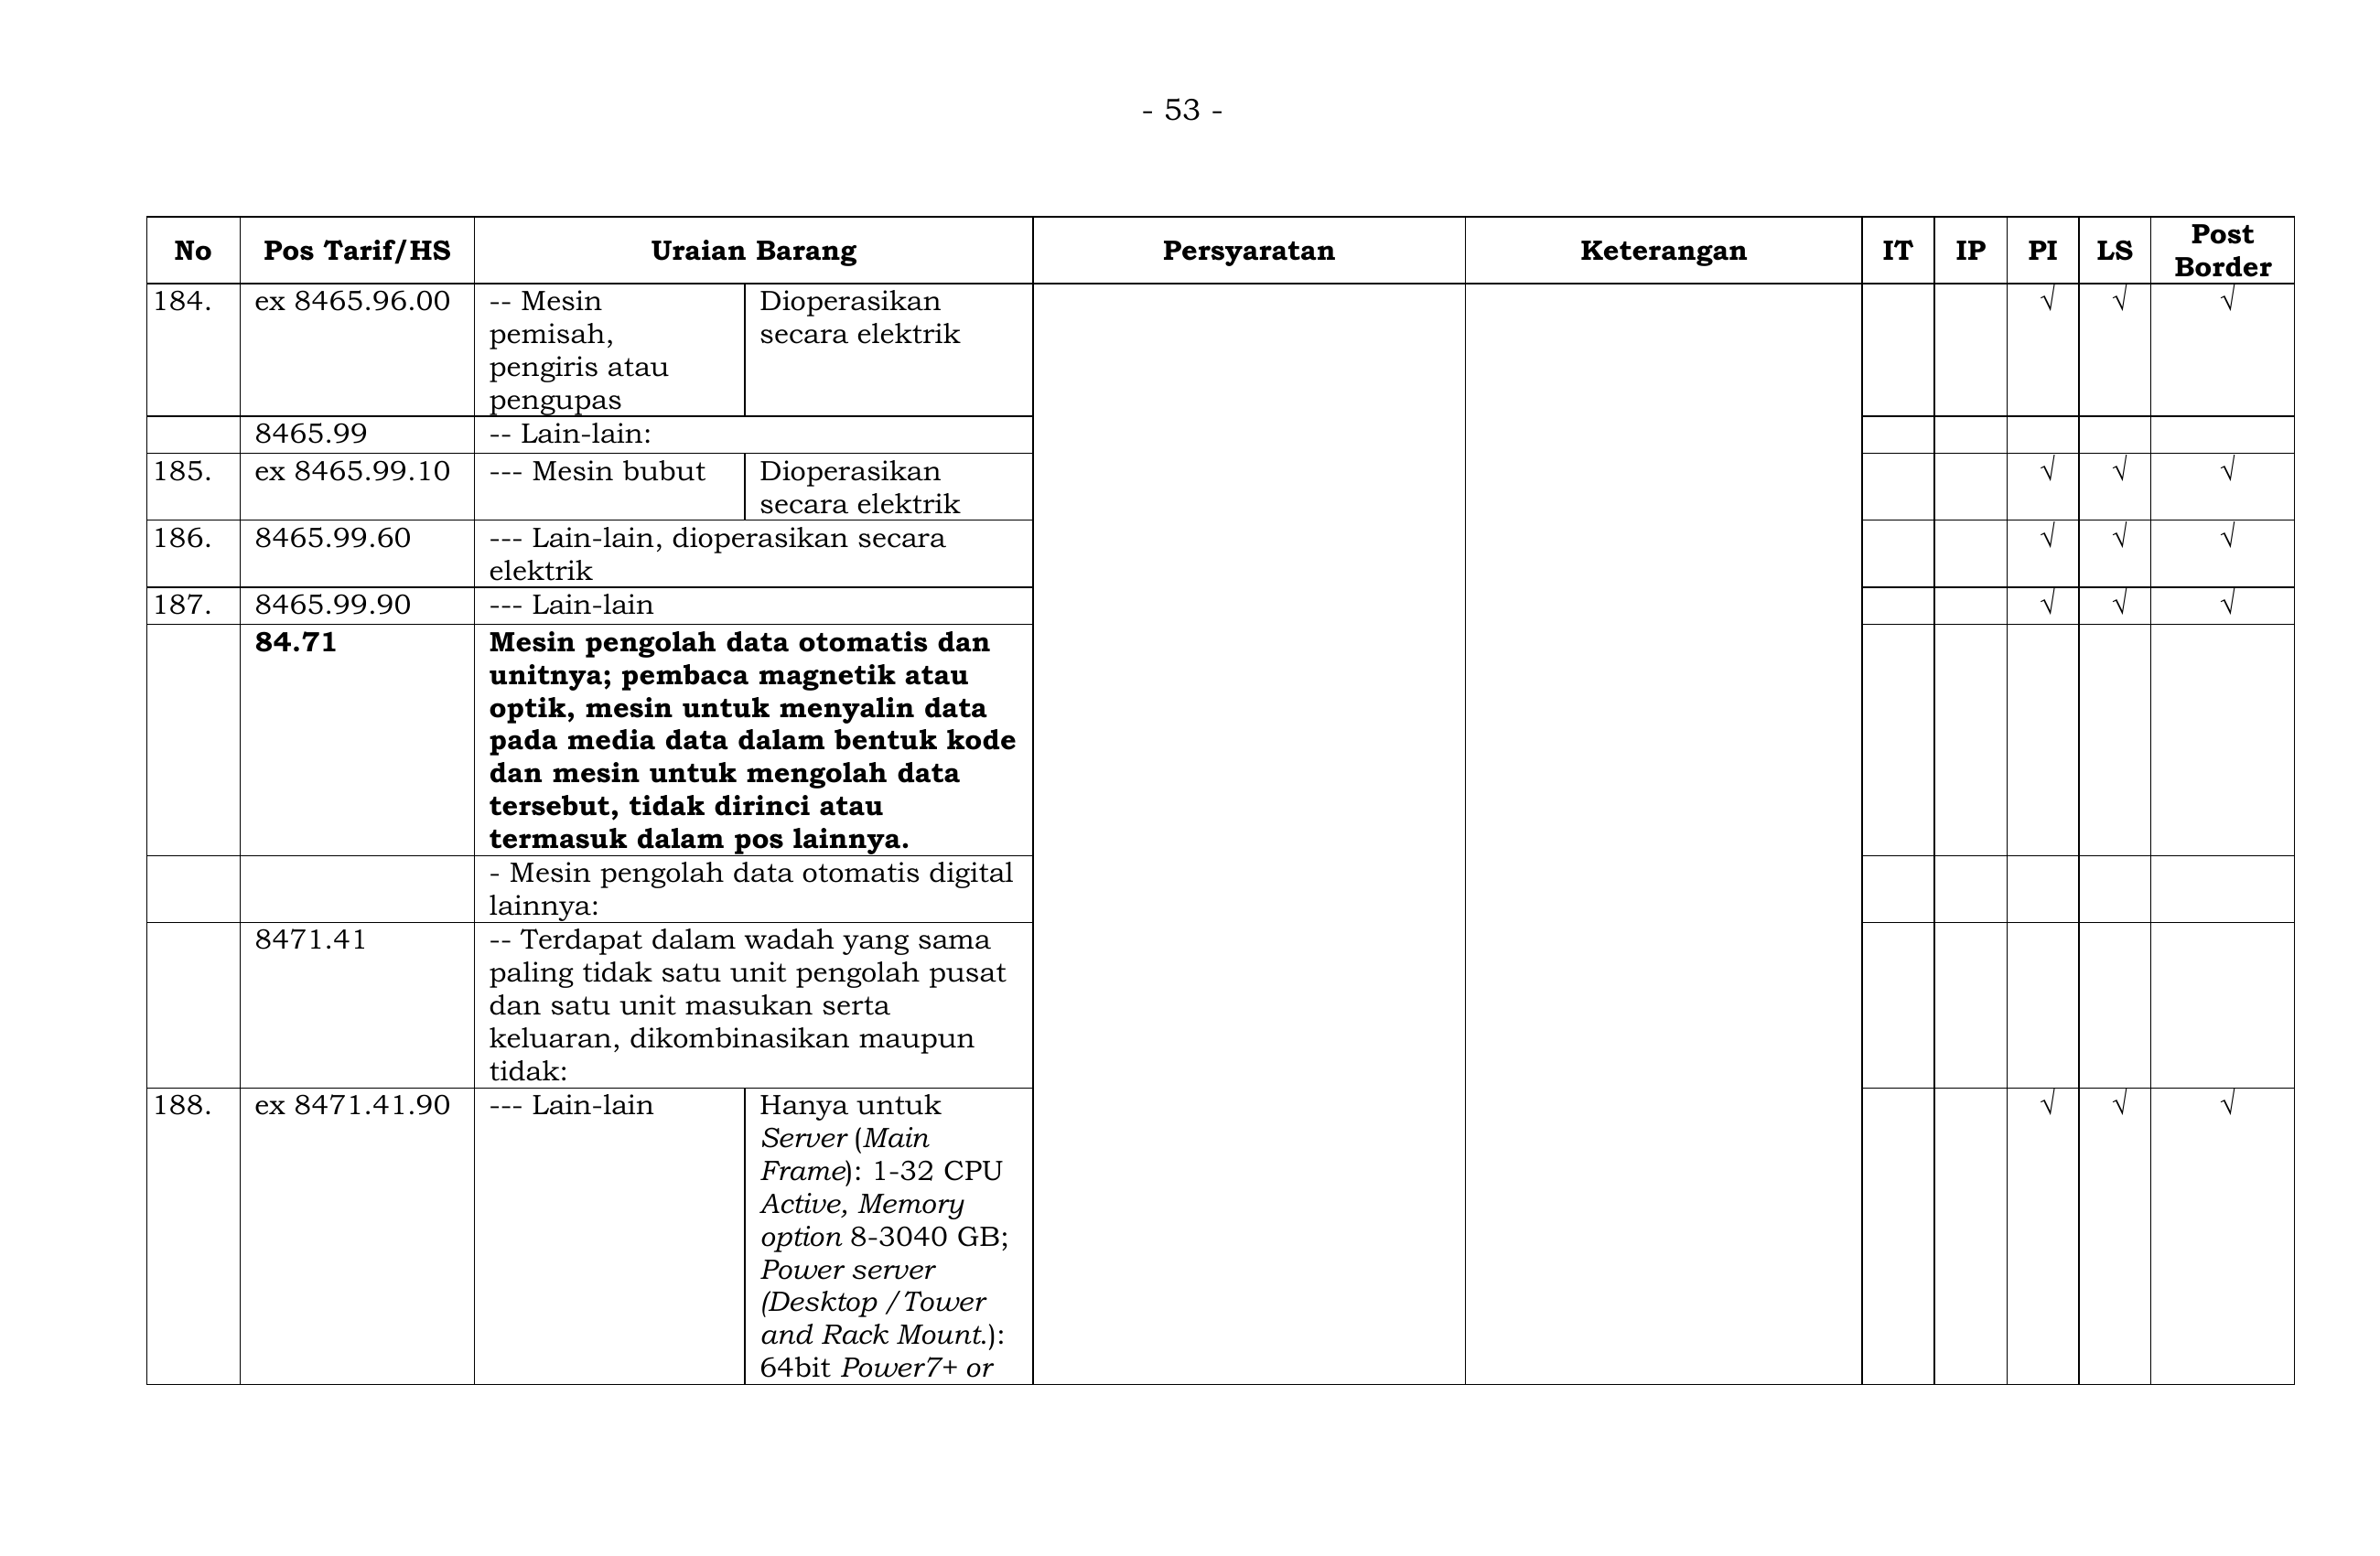 - 53 -
No Pos Tarif/HS Uraian Barang Persyaratan Keterangan IT IP PI LS Post Border
184. ex 8465.96.00 -- Mesin Dioperasikan √ √ √
pemisah, secara elektrik
pengiris atau
pengupas
8465.99 -- Lain-lain:
185. ex 8465.99.10 --- Mesin bubut Dioperasikan √ √ √
secara elektrik
186. 8465.99.60 --- Lain-lain, dioperasikan secara √ √ √
elektrik
187. 8465.99.90 --- Lain-lain √ √ √
84.71 Mesin pengolah data otomatis dan
unitnya; pembaca magnetik atau
optik, mesin untuk menyalin data
pada media data dalam bentuk kode
dan mesin untuk mengolah data
tersebut, tidak dirinci atau
termasuk dalam pos lainnya.
- Mesin pengolah data otomatis digital
lainnya:
8471.41 -- Terdapat dalam wadah yang sama
paling tidak satu unit pengolah pusat
dan satu unit masukan serta
keluaran, dikombinasikan maupun
tidak:
188. ex 8471.41.90 --- Lain-lain Hanya untuk √ √ √
Server (Main
Frame): 1-32 CPU
Active, Memory
option 8-3040 GB;
Power server
(Desktop /Tower
and Rack Mount.):
64bit Power7+ or